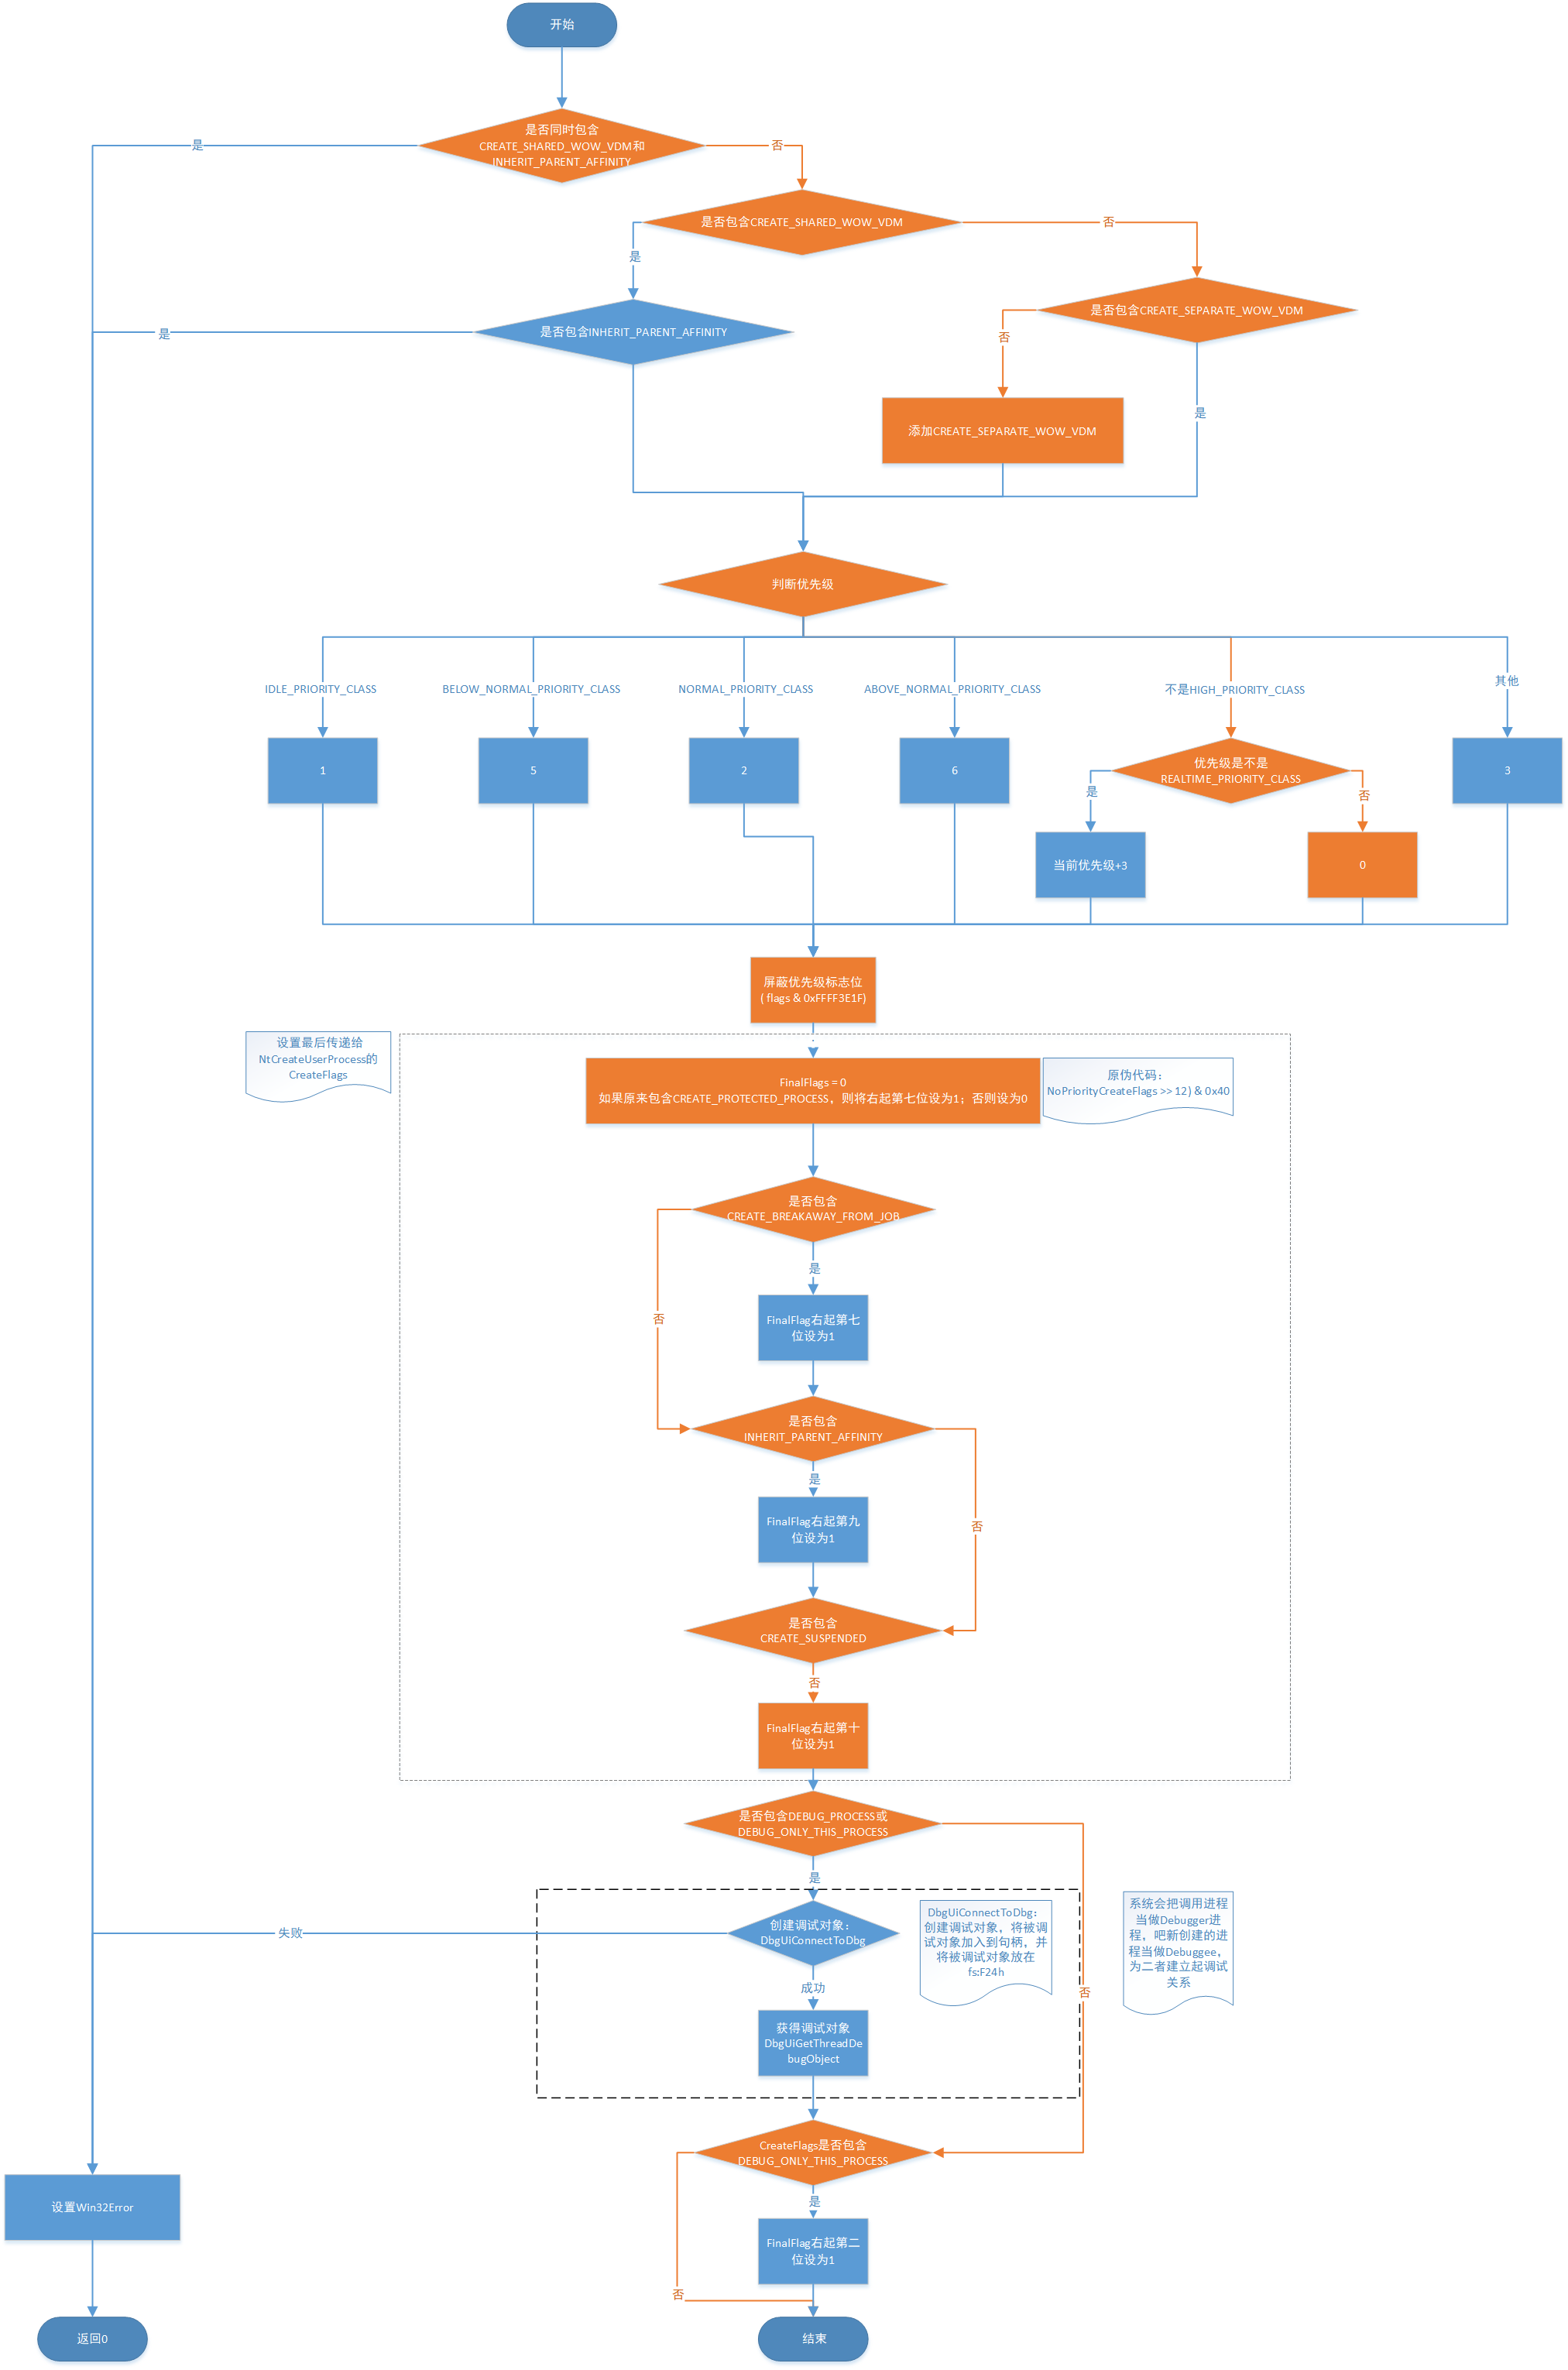 开始
是否同时包含
CREATE_SHARED_WOW_VDM和
INHERIT_PARENT_AFFINITY
是
否
是否包含CREATE_SHARED_WOW_VDM
是
否
是否包含INHERIT_PARENT_AFFINITY
是
是否包含CREATE_SEPARATE_WOW_VDM
否
是
添加CREATE_SEPARATE_WOW_VDM
判断优先级
IDLE_PRIORITY_CLASS
BELOW_NORMAL_PRIORITY_CLASS
NORMAL_PRIORITY_CLASS
ABOVE_NORMAL_PRIORITY_CLASS
不是HIGH_PRIORITY_CLASS
其他
1
5
2
6
优先级是不是
REALTIME_PRIORITY_CLASS
3
是
否
当前优先级+3
0
屏蔽优先级标志位
( flags & 0xFFFF3E1F)
设置最后传递给
NtCreateUserProcess的
CreateFlags
FinalFlags = 0
如果原来包含CREATE_PROTECTED_PROCESS，则将右起第七位设为1；否则设为0
原伪代码：
NoPriorityCreateFlags >> 12) & 0x40
是否包含
CREATE_BREAKAWAY_FROM_JOB
是
否
FinalFlag右起第七
位设为1
是否包含
INHERIT_PARENT_AFFINITY
是
否
FinalFlag右起第九
位设为1
是否包含
CREATE_SUSPENDED
否
FinalFlag右起第十
位设为1
是否包含DEBUG_PROCESS或
DEBUG_ONLY_THIS_PROCESS
是
否
创建调试对象：
DbgUiConnectToDbg
失败
成功
DbgUiConnectToDbg：
创建调试对象，将被调
试对象加入到句柄，并
将被调试对象放在
fs:F24h
系统会把调用进程
当做Debugger进
程，吧新创建的进
程当做Debuggee，
为二者建立起调试
关系
获得调试对象
DbgUiGetThreadDe
bugObject
CreateFlags是否包含
DEBUG_ONLY_THIS_PROCESS
是
否
设置Win32Error
FinalFlag右起第二
位设为1
返回0
结束